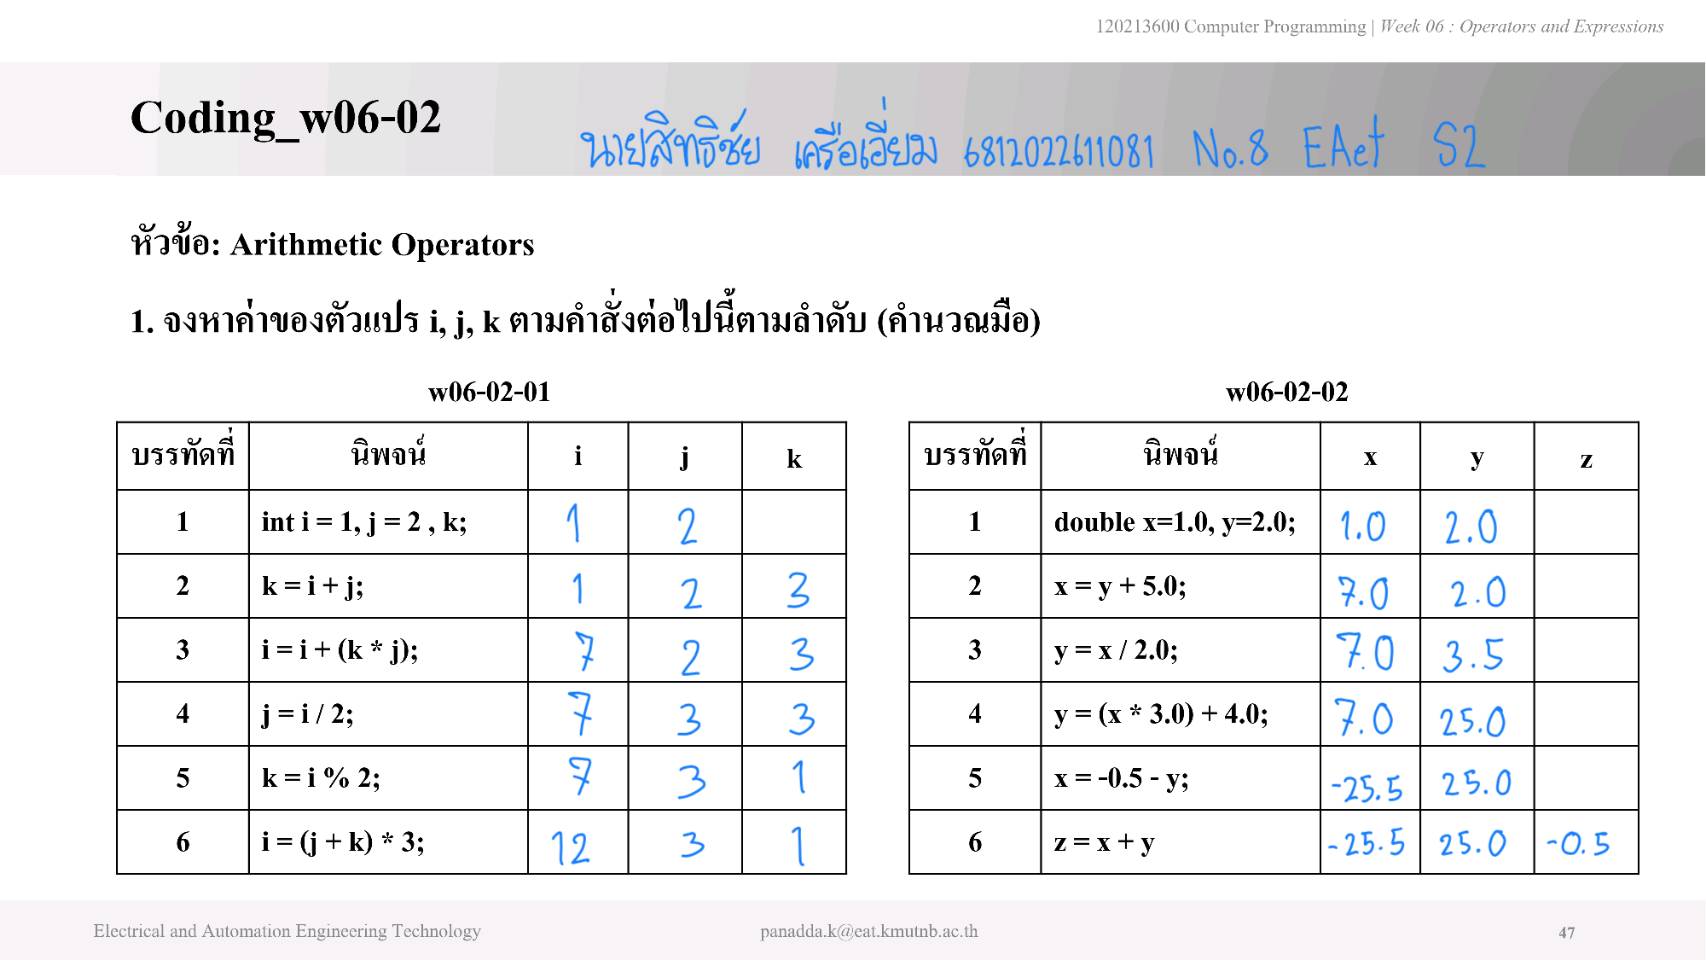 120213600 Computer Programming | Week 06 : Operators and Expressions
Coding_w06-02
นายสิทธิชัย เครือเอี่ยม 6812022611081 No.8 EAet S2
หัวข้อ: Arithmetic Operators
1. จงหาค่าของตัวแปร i, j, k ตามคำสั่งต่อไปนี้ตามลำดับ (คำนวณมือ)
w06-02-01
บรรทัดที่ นิพจน์ i j k
1 int i = 1, j = 2 , k; 1 2
2 k = i + j; 1 2 3
3 i = i + (k * j); 7 2 3
4 j = i / 2; 7 3 3
5 k = i % 2; 7 3 1
6 i = (j + k) * 3; 12 3 1
w06-02-02
บรรทัดที่ นิพจน์ x y z
1 double x=1.0, y=2.0; 1.0 2.0
2 x = y + 5.0; 7.0 2.0
3 y = x / 2.0; 7.0 3.5
4 y = (x * 3.0) + 4.0; 7.0 25.0
5 x = -0.5 - y; -25.5 25.0
6 z = x + y -25.5 25.0 -0.5
Electrical and Automation Engineering Technology
panadda.k@eat.kmutnb.ac.th
47